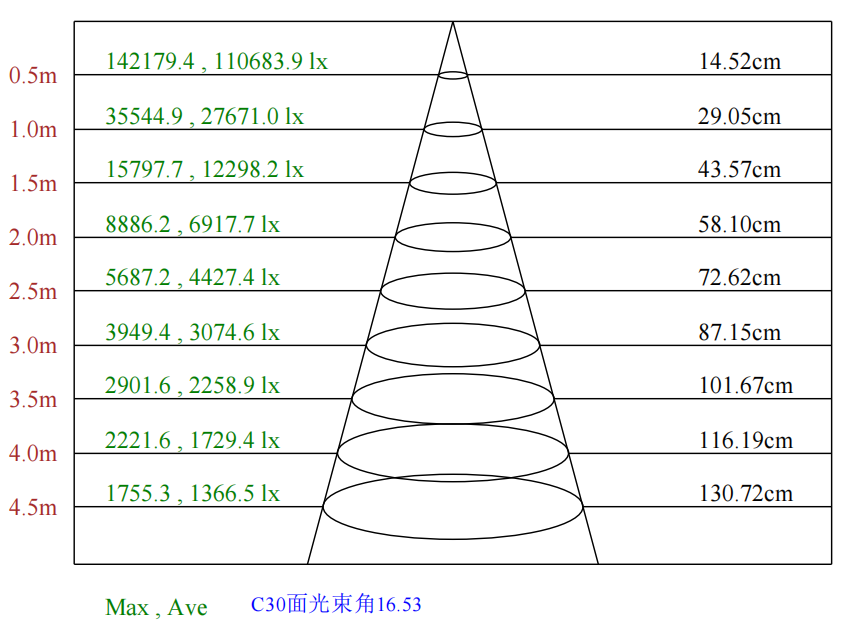 142179.4 , 110683.9 lx 14.52cm
0.5m
35544.9 , 27671.0 lx 29.05cm
1.0m
15797.7 , 12298.2 lx 43.57cm
1.5m
8886.2 , 6917.7 lx 58.10cm
2.0m
5687.2 , 4427.4 lx 72.62cm
2.5m
3949.4 , 3074.6 lx 87.15cm
3.0m
2901.6 , 2258.9 lx 101.67cm
3.5m
2221.6 , 1729.4 lx 116.19cm
4.0m
1755.3 , 1366.5 lx 130.72cm
4.5m
Max , Ave C30面光束角16.53